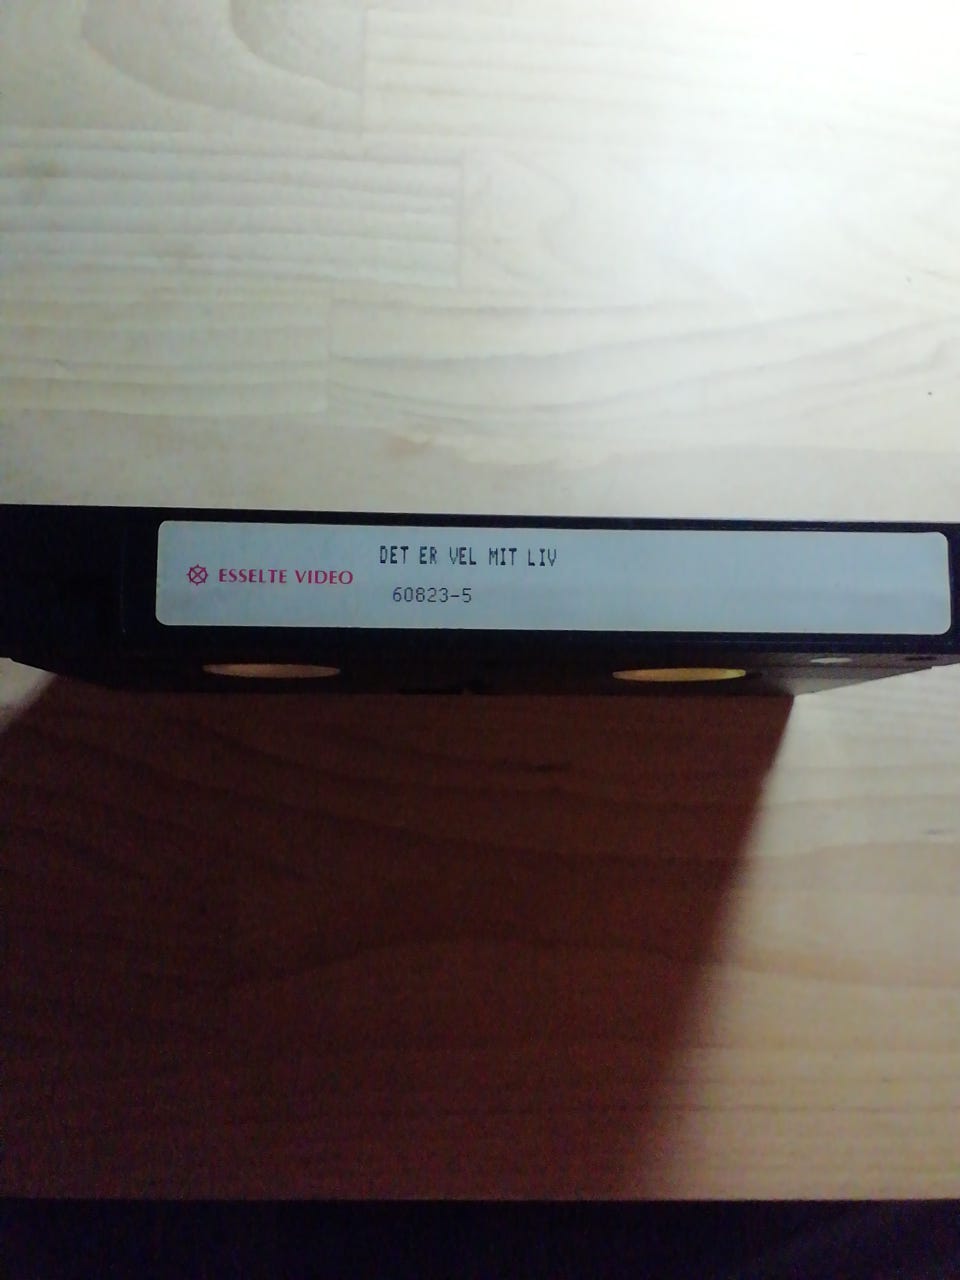 DET ER VEL MIT LIV
ESSELTE VIDEO
60823-5